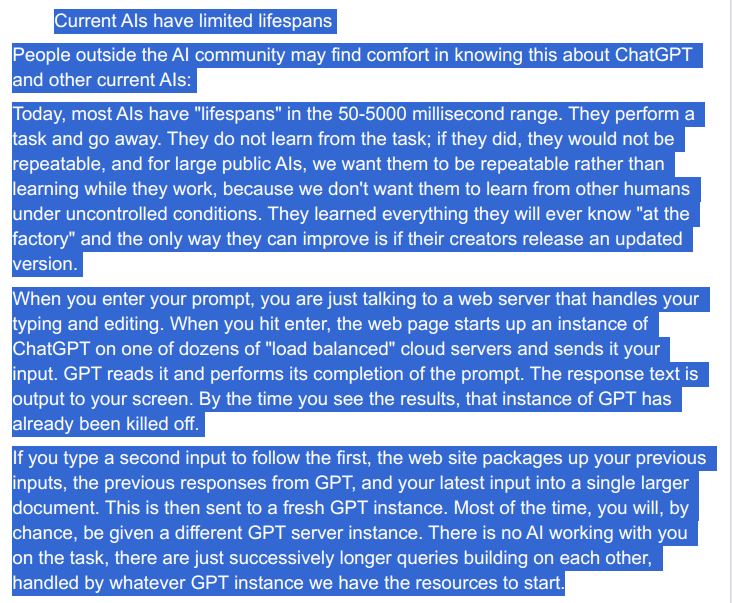 Current AIs have limited lifespans
People outside the AI community may find comfort in knowing this about ChatGPT
and other current AIs:
Today, most AIs have "lifespans" in the 50-5000 millisecond range. They perform a
task and go away. They do not learn from the task; if they did, they would not be
repeatable, and for large public AIs, we want them to be repeatable rather than
learning while they work, because we don't want them to learn from other humans
under uncontrolled conditions. They learned everything they will ever know "at the
factory" and the only way they can improve is if their creators release an updated
version.
When you enter your prompt, you are just talking to a web server that handles your
typing and editing. When you hit enter, the web page starts up an instance of
ChatGPT on one of dozens of "load balanced" cloud servers and sends it your
input. GPT reads it and performs its completion of the prompt. The response text is
output to your screen. By the time you see the results, that instance of GPT has
already been killed off.
If you type a second input to follow the first, the web site packages up your previous
inputs, the previous responses from GPT, and your latest input into a single larger
document. This is then sent to a fresh GPT instance. Most of the time, you will, by
chance, be given a different GPT server instance. There is no AI working with you
on the task, there are just successively longer queries building on each other,
handled by whatever GPT instance we have the resources to start.